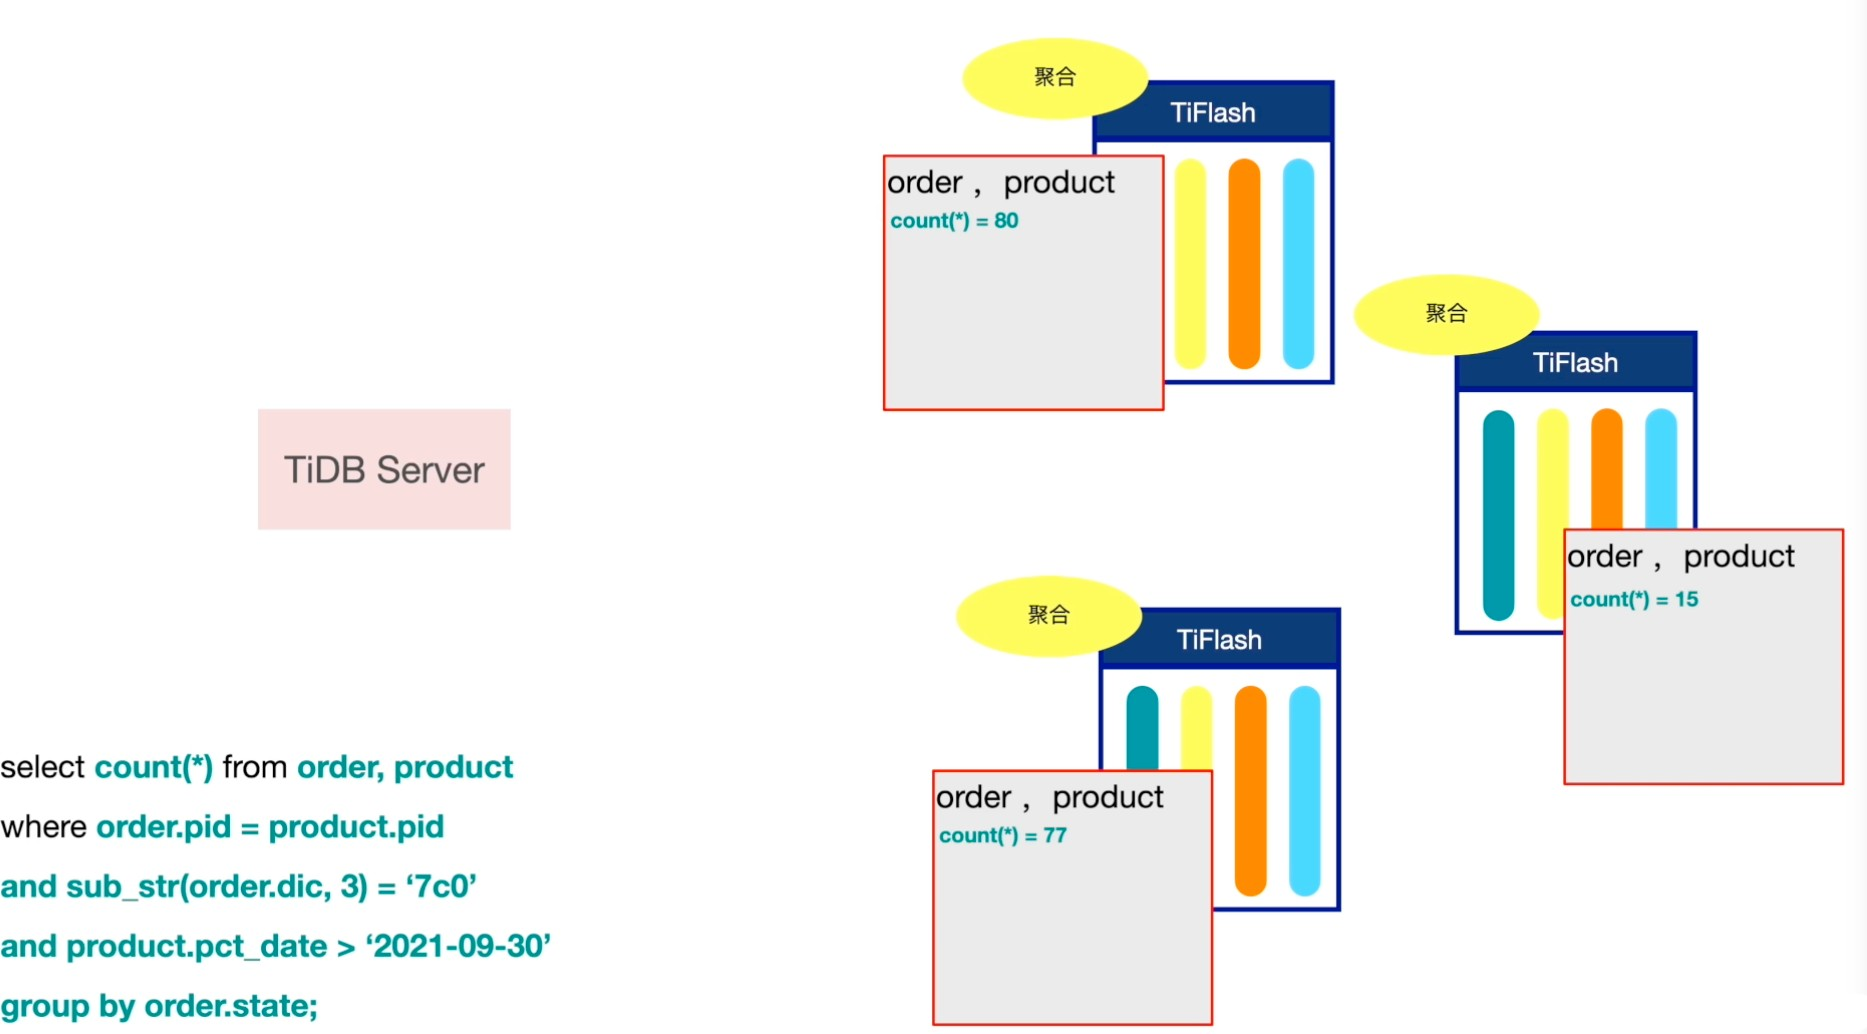 聚合
TiFlash
order ,  product
count(*) = 80
聚合
TiFlash
order ,  product
count(*) = 15
TiDB Server
聚合
TiFlash
order ,  product
count(*) = 77
select count(*) from order, product
where order.pid = product.pid
and sub_str(order.dic, 3) = ‘7c0’
and product.pct_date > ‘2021-09-30’
group by order.state;